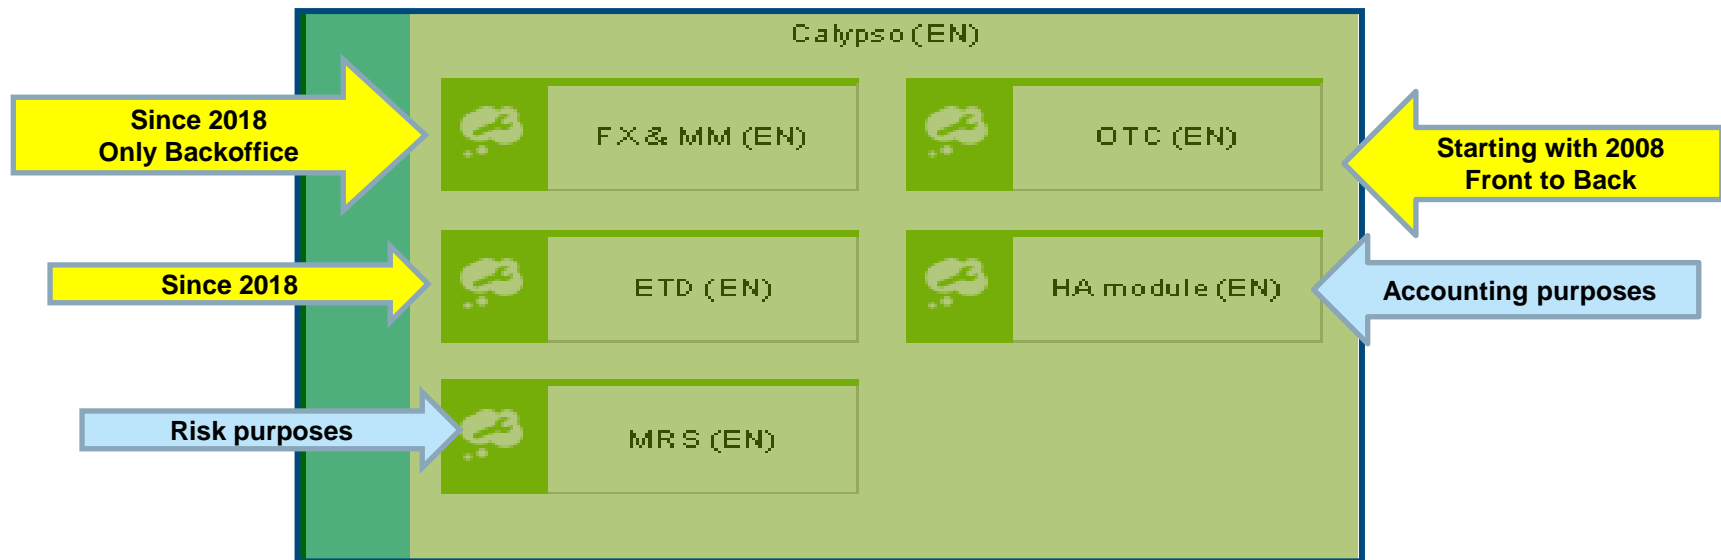 Calypso (EN)
Since 2018
Only Backoffice
FX & MM (EN)
OTC (EN)
Starting with 2008
Front to Back
Since 2018
ETD (EN)
HA module (EN)
Accounting purposes
Risk purposes
MRS (EN)